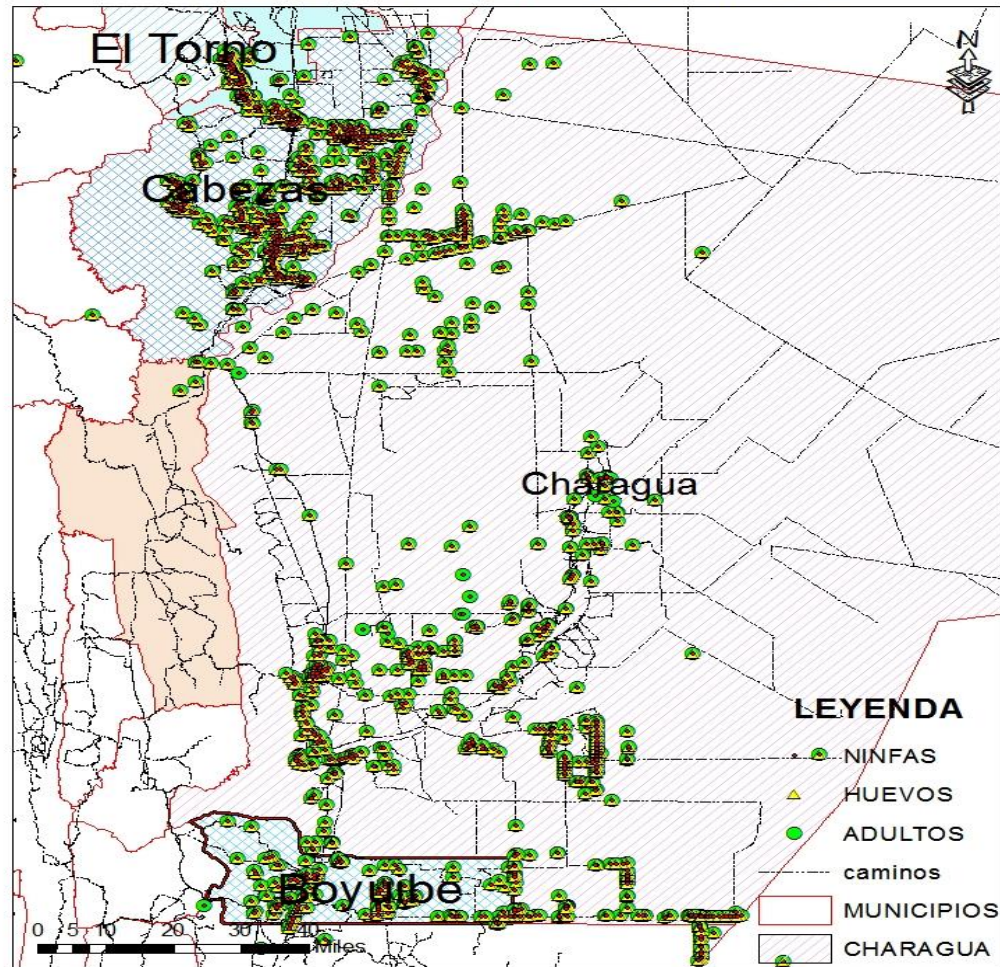 El Torno
N
Cabezas
Charagua
LEYENDA
NINFAS
HUEVOS
ADULTOS
caminos
MUNICIPIOS
CHARAGUA
Boyuibe
0 5 10 20 30 40
Miles